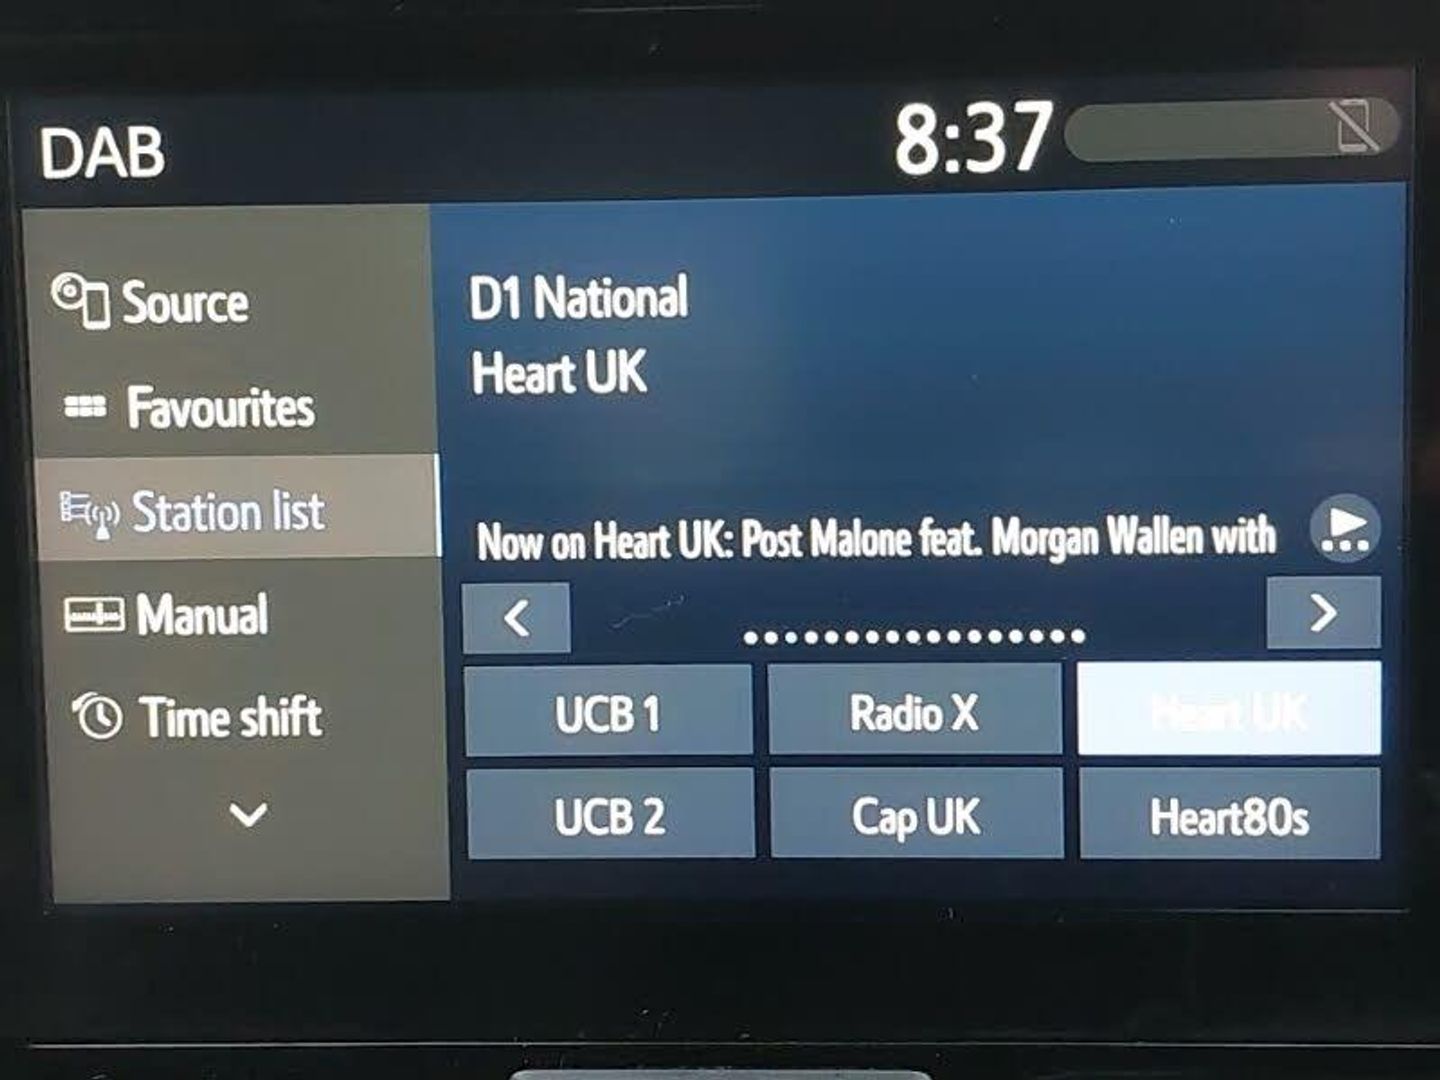 DAB
8:37
Source
Favourites
Station list
Manual
Time shift
D1 National
Heart UK
Now on Heart UK: Post Malone feat. Morgan Wallen with
UCB 1
Radio X
Heart UK
UCB 2
Cap UK
Heart80s